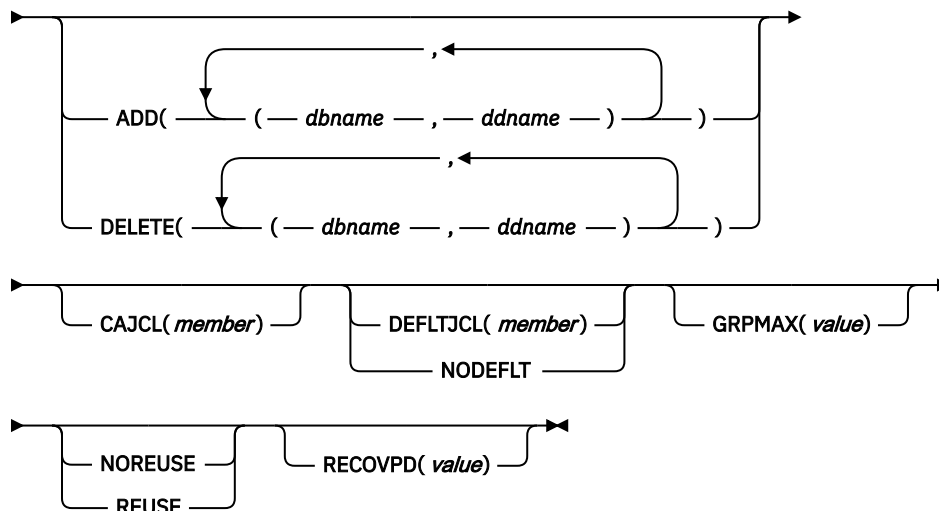 ,
ADD( ( dbname , ddname ) )
,
DELETE( ( dbname , ddname ) )
CAJCL( member) DEFLTJCL( member) GRPMAX( value)
NODEFLT
NOREUSE RECOVPD( value)
REUSE